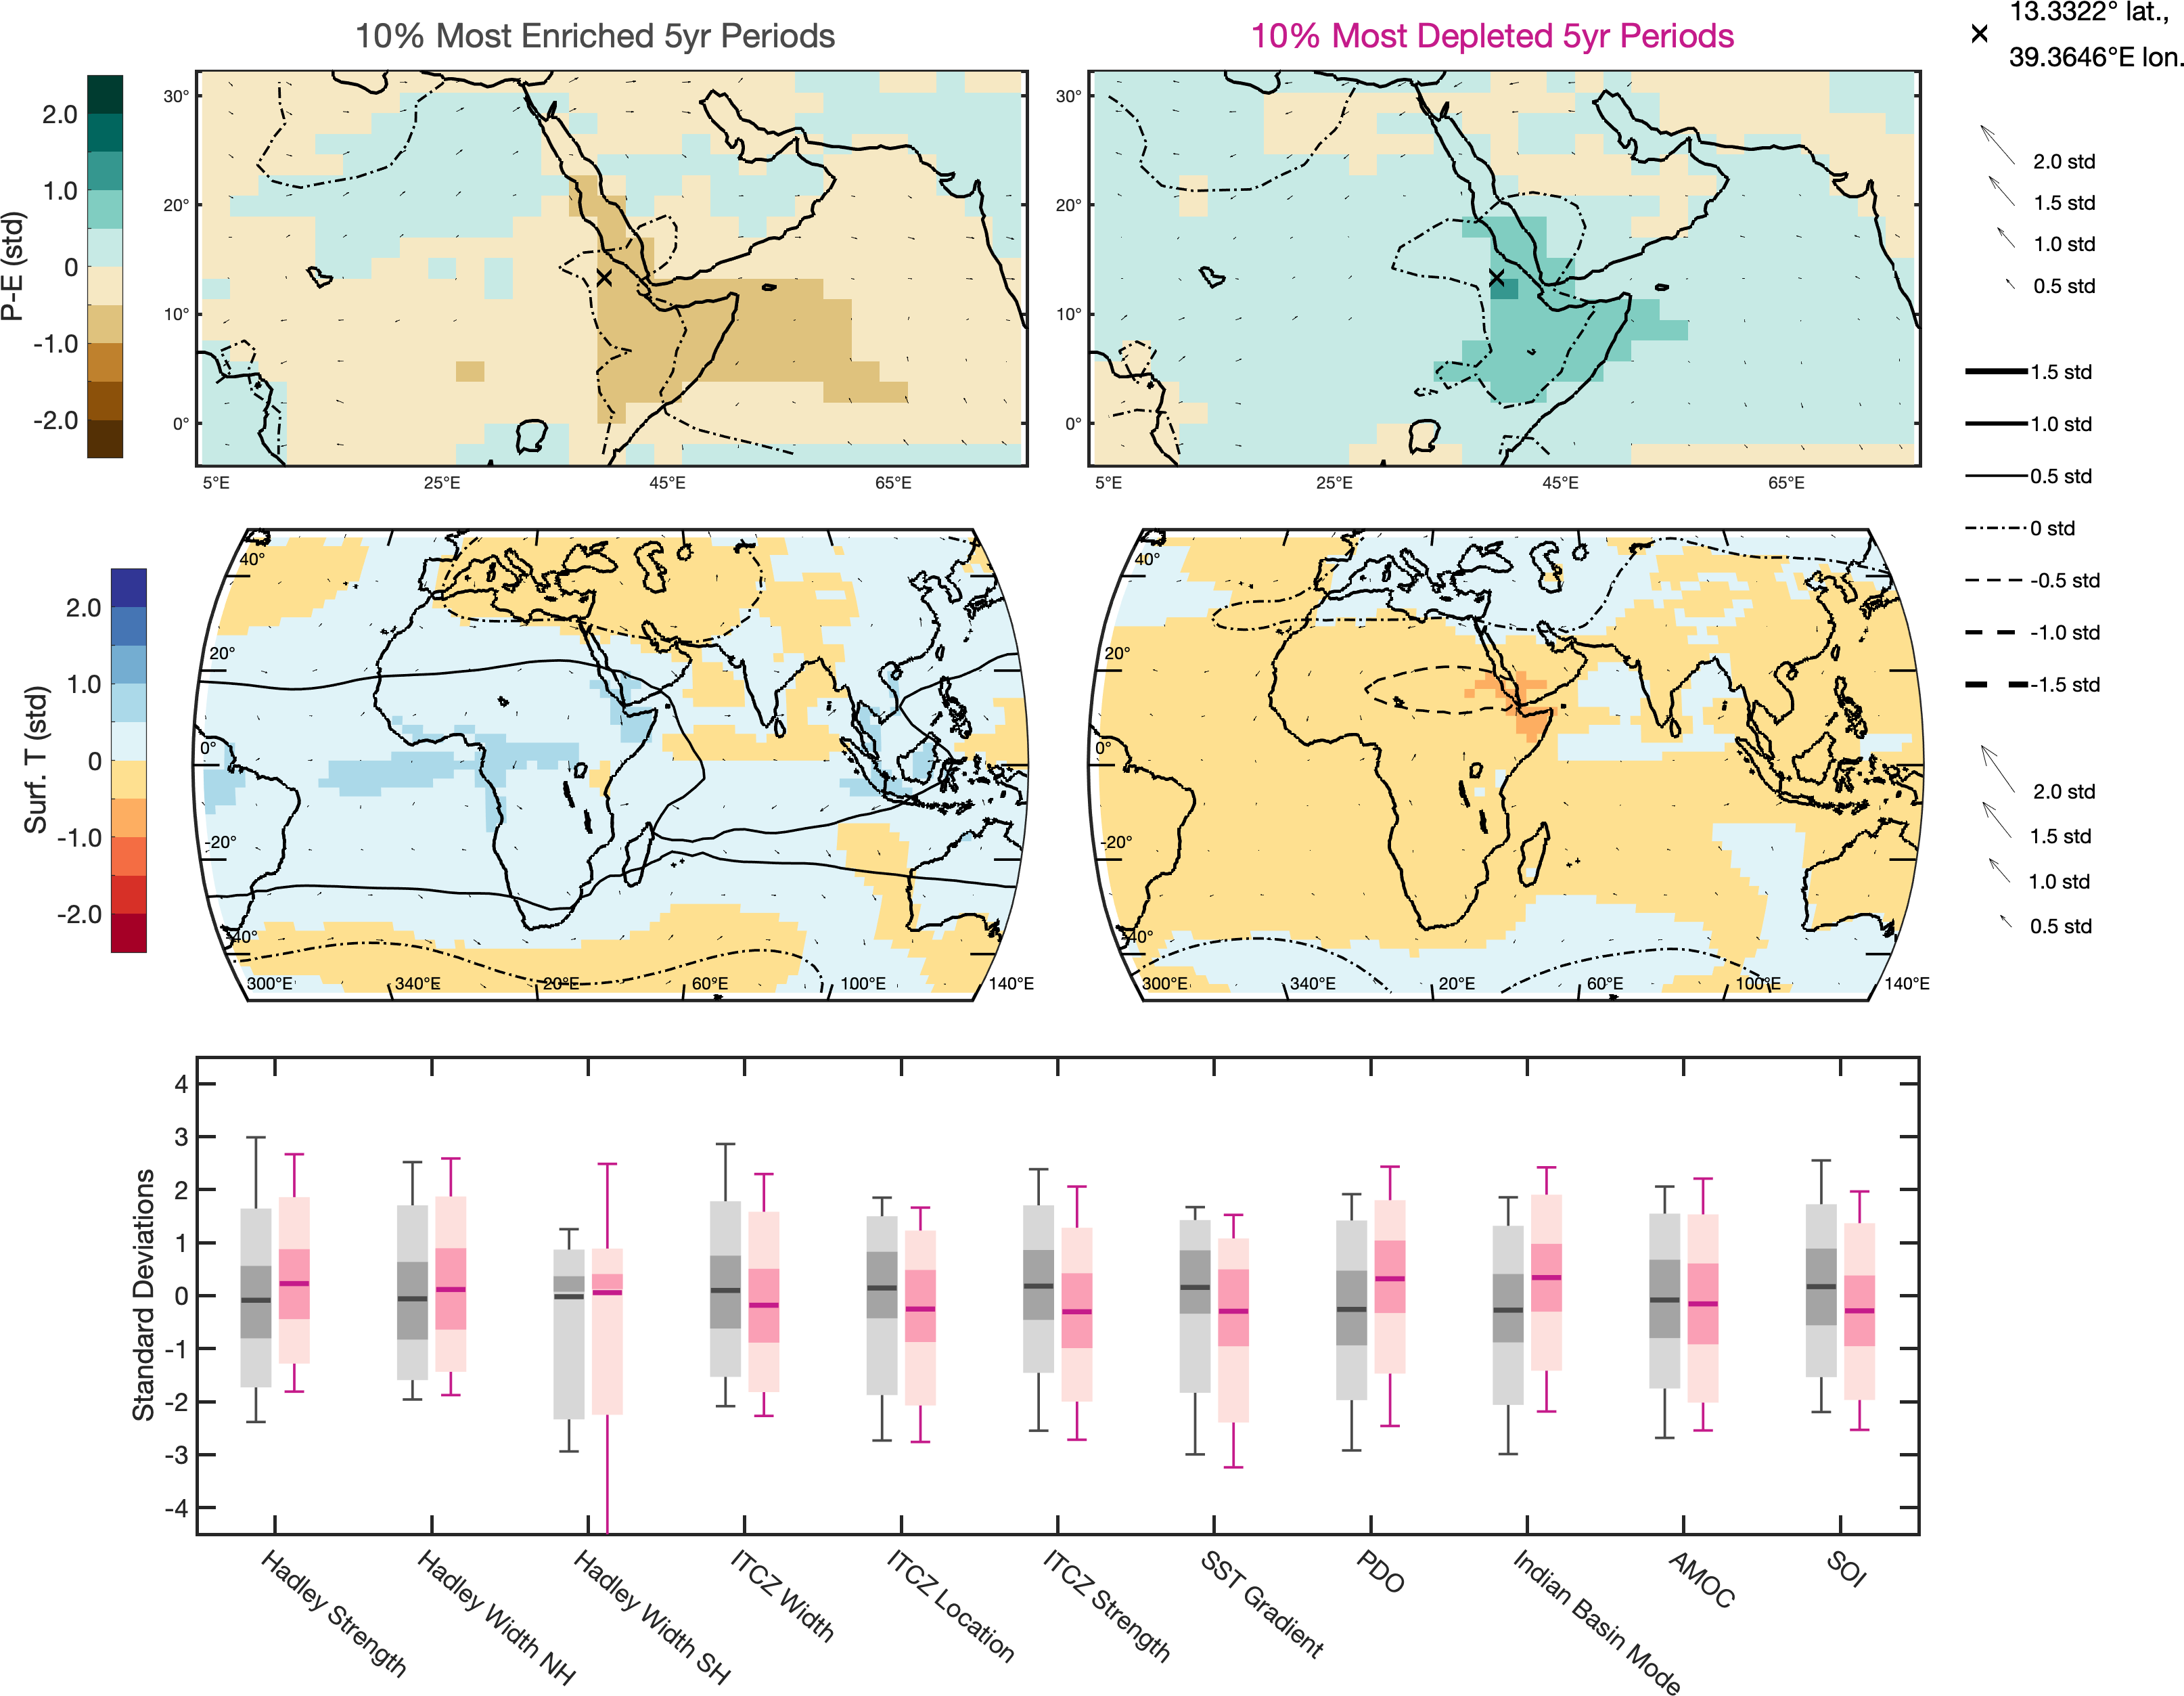 10% Most Enriched 5yr Periods
10% Most Depleted 5yr Periods
13.3322° lat.,
39.3646°E lon.
P-E (std)
2.0
1.0
0
-1.0
-2.0
30°
20°
10°
0°
5°E
25°E
45°E
65°E
30°
20°
10°
0°
5°E
25°E
45°E
65°E
2.0 std
1.5 std
1.0 std
0.5 std
1.5 std
1.0 std
0.5 std
0 std
-0.5 std
-1.0 std
-1.5 std
Surf. T (std)
2.0
1.0
0
-1.0
-2.0
40°
20°
0°
-20°
-40°
300°E
340°E
20°E
60°E
100°E
140°E
40°
20°
0°
-20°
-40°
300°E
340°E
20°E
60°E
100°E
140°E
2.0 std
1.5 std
1.0 std
0.5 std
Standard Deviations
4
3
2
1
0
-1
-2
-3
-4
Hadley Strength
Hadley Width NH
Hadley Width SH
ITCZ Width
ITCZ Location
ITCZ Strength
SST Gradient
PDO
Indian Basin Mode
AMOC
SOI